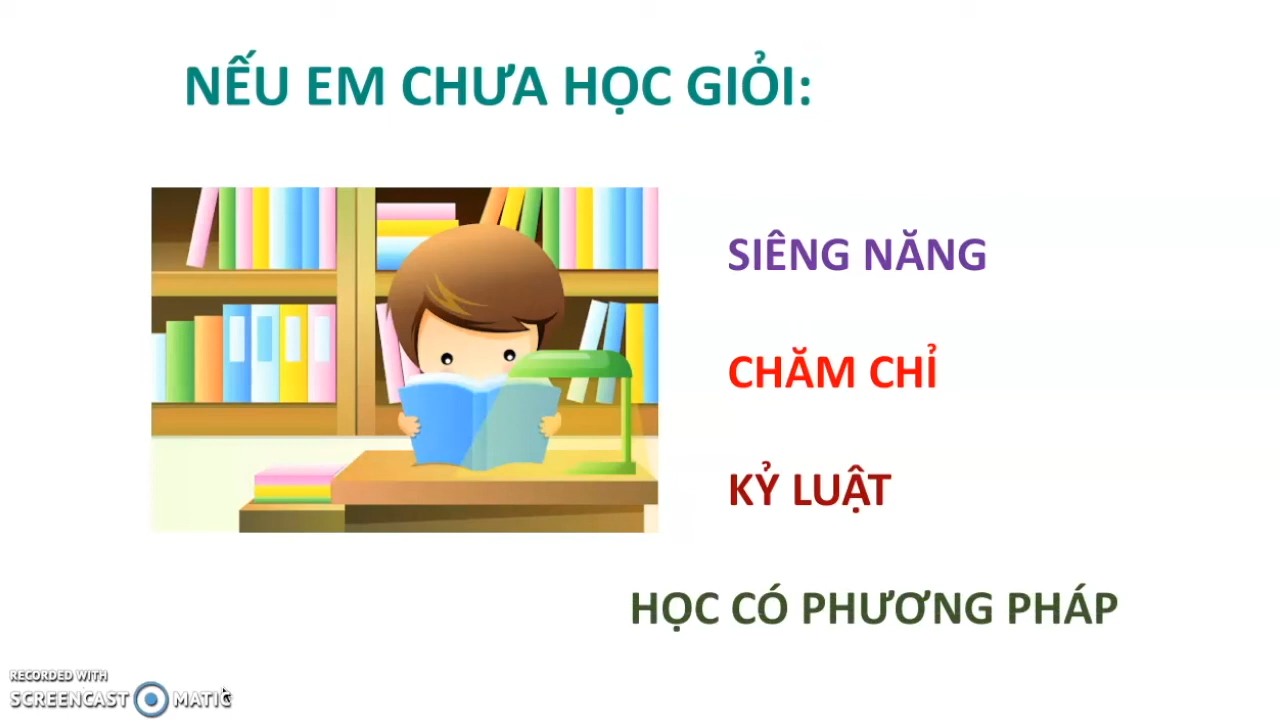 NẾU EM CHƯA HỌC GIỎI:
SIÊNG NĂNG
CHĂM CHỈ
KỶ LUẬT
HỌC CÓ PHƯƠNG PHÁP
RECORDED WITH
SCREENCAST MATIC